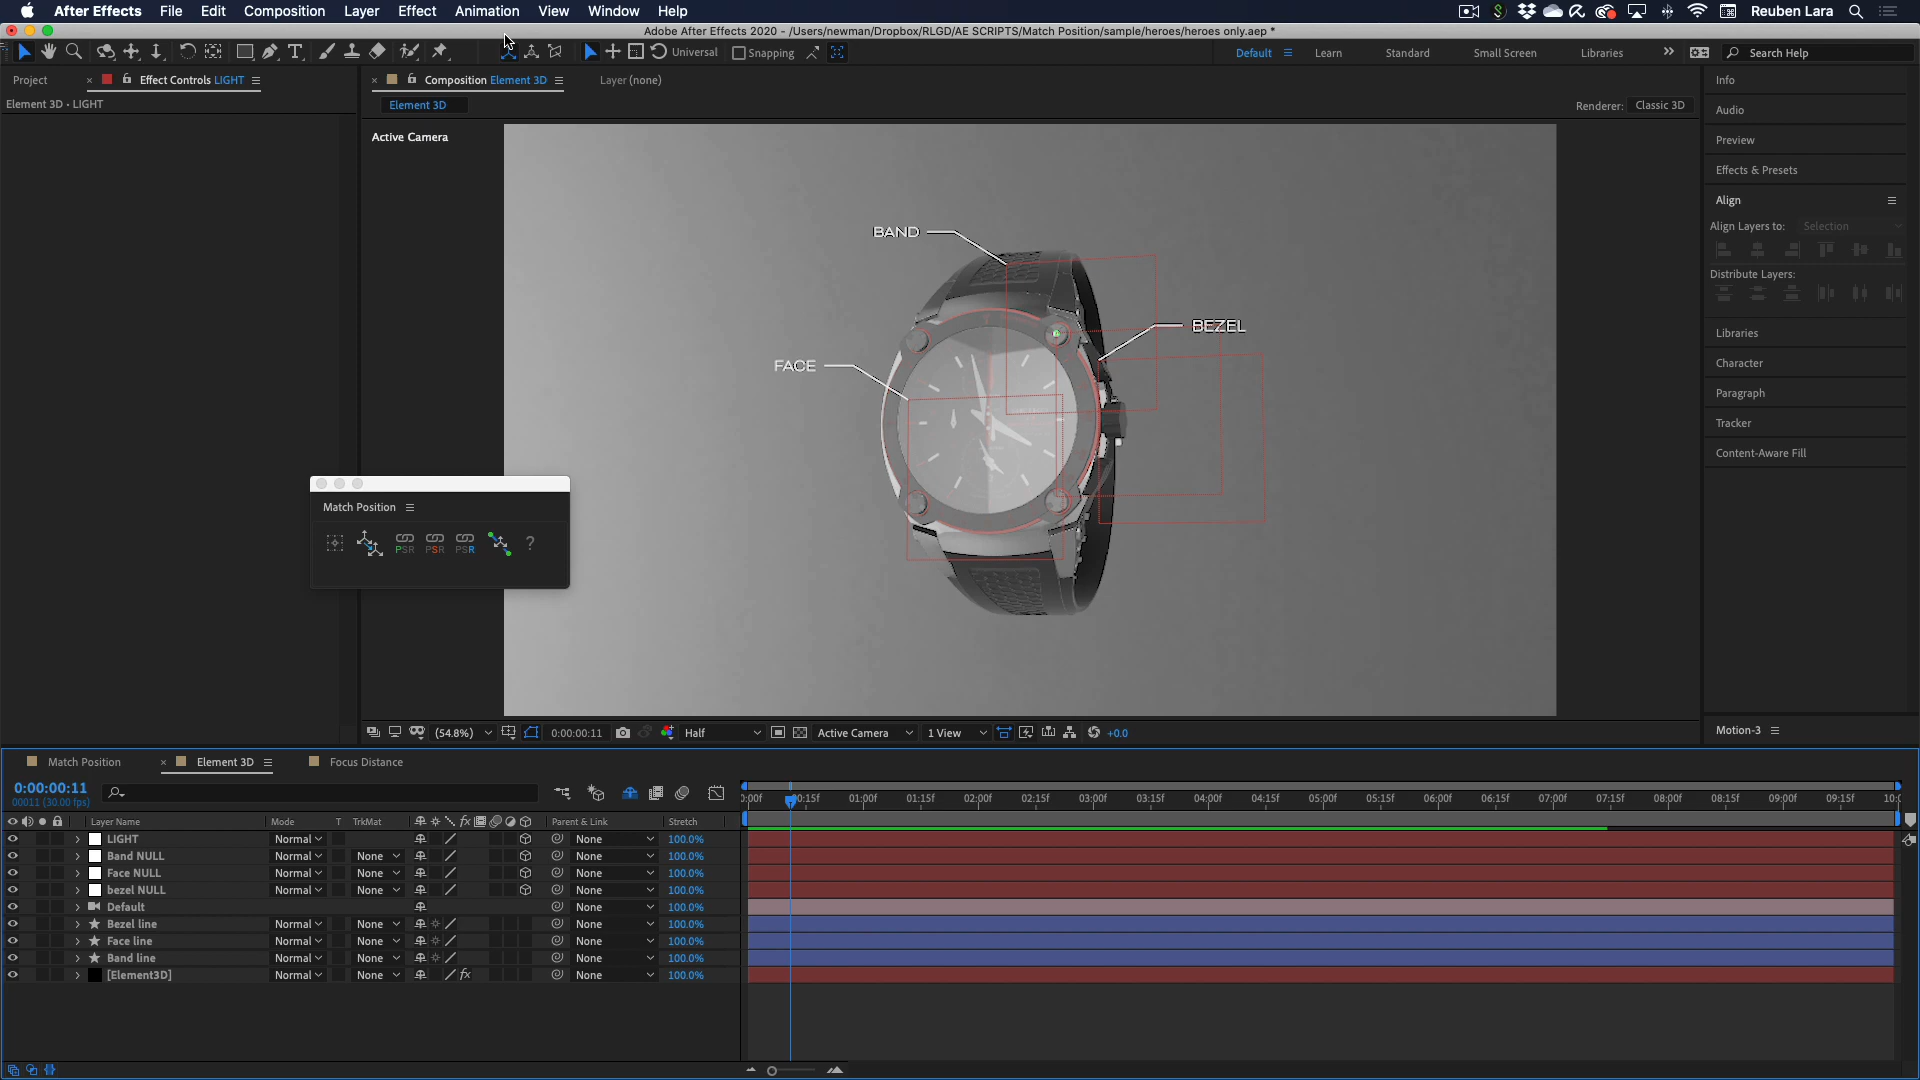 After Effects File Edit Composition Layer Effect Animation View Window Help
Reuben Lara
Adobe After Effects 2020 - /Users/newman/Dropbox/RLGD/AE SCRIPTS/Match Position/sample/heroes/heroes only.aep *
Universal Snapping
Default Learn Standard Small Screen Libraries
Search Help
Project Effect Controls LIGHT
Composition Element 3D Layer (none)
Element 3D • LIGHT
Element 3D
Renderer: Classic 3D
Active Camera
BAND
BEZEL
FACE
Match Position
PSR PSR PSR ?
Info
Audio
Preview
Effects & Presets
Align
Align Layers to: Selection
Distribute Layers:
Libraries
Character
Paragraph
Tracker
Content-Aware Fill
Motion-3
(54.8%) 0:00:00:11 Half Active Camera 1 View +0.0
Match Position Element 3D Focus Distance
0:00:00:11
00011 (30.00 fps)
0:00f 00:15f 01:00f 01:15f 02:00f 02:15f 03:00f 03:15f 04:00f 04:15f 05:00f 05:15f 06:00f 06:15f 07:00f 07:15f 08:00f 08:15f 09:00f 09:15f 10:
Layer Name Mode T TrkMat fx Parent & Link Stretch
LIGHT Normal None 100.0%
Band NULL Normal None None 100.0%
Face NULL Normal None None 100.0%
bezel NULL Normal None None 100.0%
Default None 100.0%
Bezel line Normal None None 100.0%
Face line Normal None None 100.0%
Band line Normal None None 100.0%
[Element3D] Normal None fx None 100.0%